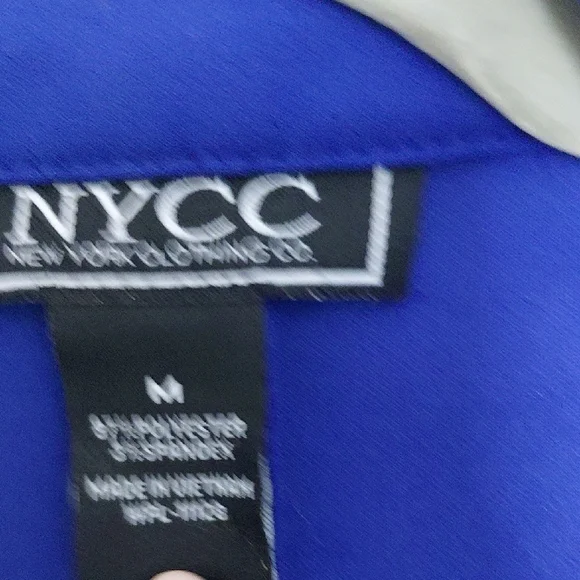 NYCC
NEW YORK CLOTHING CO.
M
POLYESTER
SPANDEX
MADE IN VIETNAM